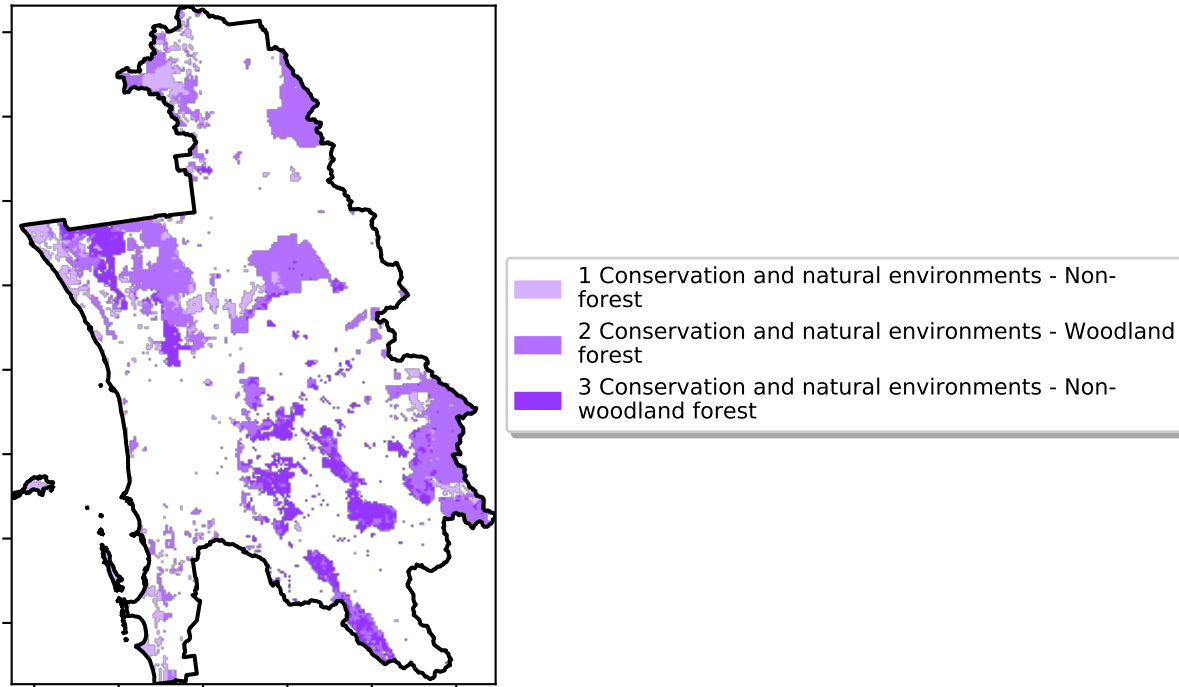 1 Conservation and natural environments - Non-
forest
2 Conservation and natural environments - Woodland
forest
3 Conservation and natural environments - Non-
woodland forest